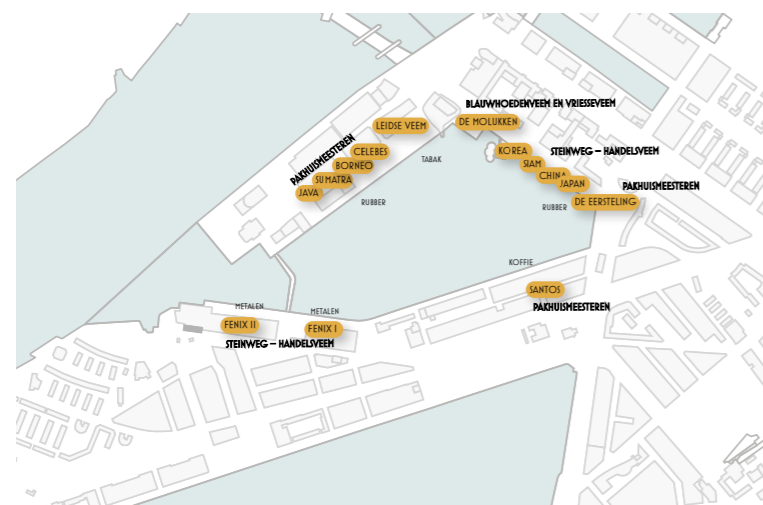 BLAUWHOEDENVEEM EN VRIESSEVEEM
DE MOLUKKEN
LEIDSE VEEM
PAKHUISMEESTEREN
CELEBES
BORNEO
SUMATRA
JAVA
TABAK
RUBBER
KOREA
STEINWEG – HANDELSVEEM
SIAM
CHINA
JAPAN
PAKHUISMEESTEREN
DE EERSTELING
RUBBER
KOFFIE
SANTOS
PAKHUISMEESTEREN
METALEN
METALEN
FENIX II
FENIX I
STEINWEG – HANDELSVEEM